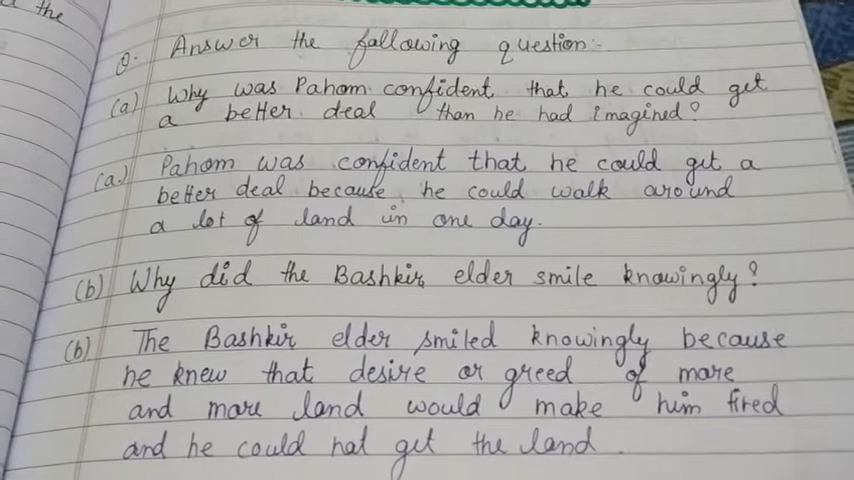 the
Q. Answer the following question:-
(a) Why was Pahom confident that he could get
a better deal than he had imagined?
(a.) Pahom was confident that he could get a
better deal because he could walk around
a lot of land in one day.
(b) Why did the Bashkir elder smile knowingly?
(b) The Bashkir elder smiled knowingly because
he knew that desire or greed of more
and more land would make him tired
and he could not get the land.